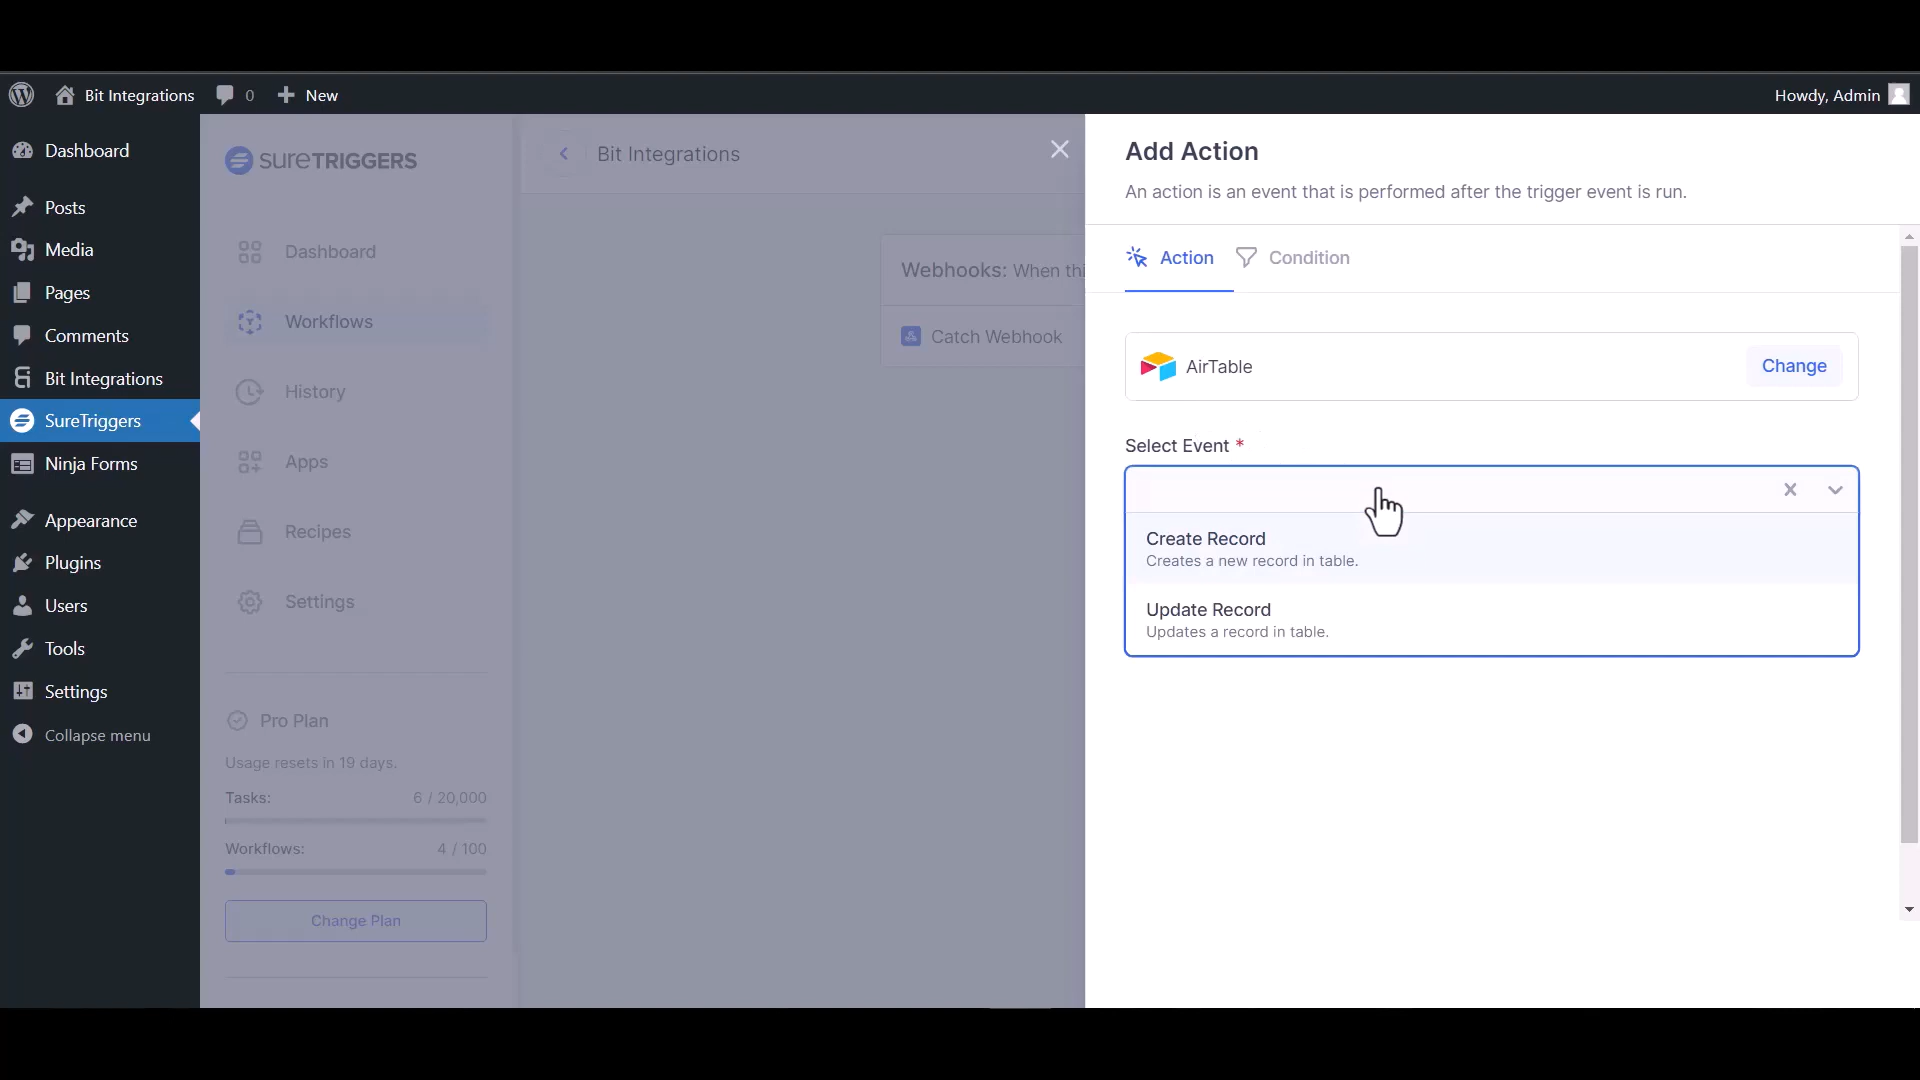 Bit Integrations
0
New
Howdy, Admin
Dashboard
Posts
Media
Pages
Comments
Bit Integrations
SureTriggers
Ninja Forms
Appearance
Plugins
Users
Tools
Settings
Collapse menu
SureTRIGGERS
Dashboard
Workflows
History
Apps
Recipes
Settings
Pro Plan
Usage resets in 19 days.
Tasks: 6 / 20,000
Workflows: 4 / 100
Change Plan
Bit Integrations
Webhooks: When thi
Catch Webhook
Add Action
An action is an event that is performed after the trigger event is run.
Action
Condition
AirTable
Change
Select Event *
Create Record
Creates a new record in table.
Update Record
Updates a record in table.